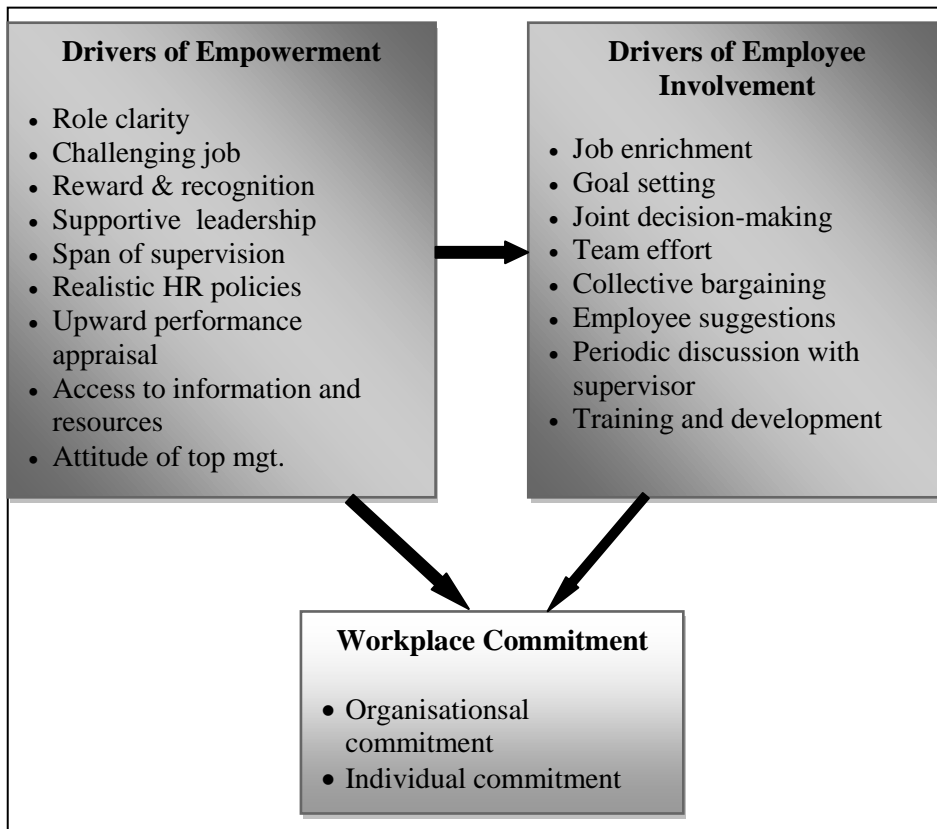 Drivers of Empowerment
• Role clarity
• Challenging job
• Reward & recognition
• Supportive leadership
• Span of supervision
• Realistic HR policies
• Upward performance
appraisal
• Access to information and
resources
• Attitude of top mgt.
Drivers of Employee
Involvement
• Job enrichment
• Goal setting
• Joint decision-making
• Team effort
• Collective bargaining
• Employee suggestions
• Periodic discussion with
supervisor
• Training and development
Workplace Commitment
• Organisationsal
commitment
• Individual commitment